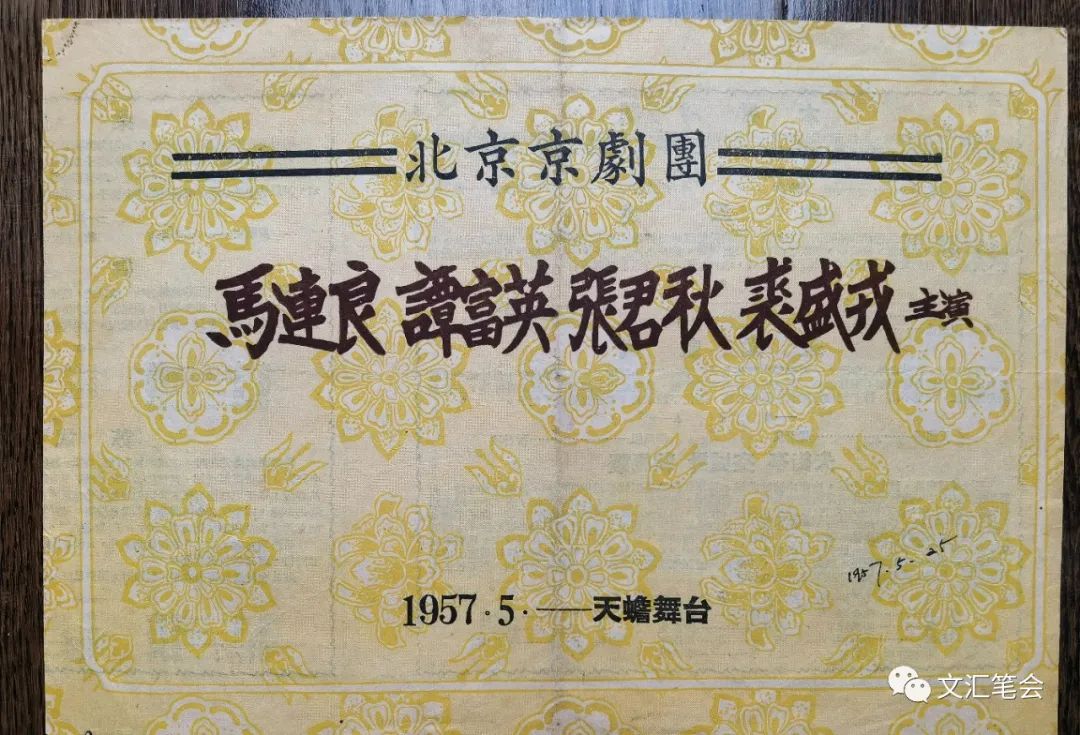 北京京劇團
馬連良 譚富英 張君秋 裘盛戎 主演
1957.5-25
1957·5·——天蟾舞台
文汇笔会